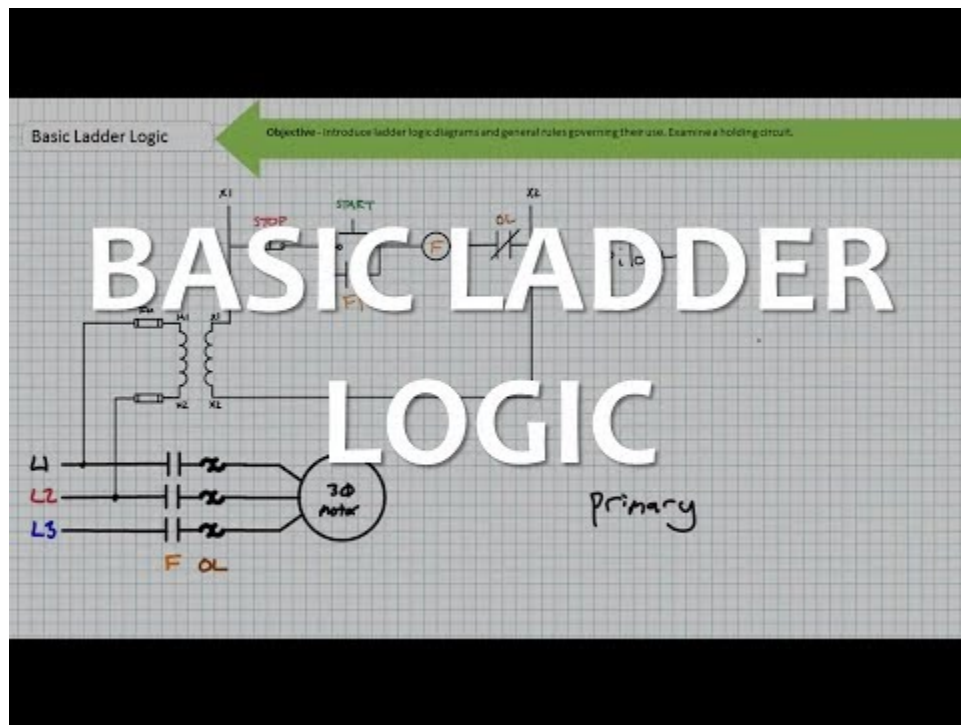 Basic Ladder Logic
Objective - Introduce ladder logic diagrams and general rules governing their use. Examine a holding circuit.
X1
X2
STOP
START
OL
F
BASIC LADDER
LOGIC
X2
X2
L1
L2
L3
3Φ
motor
Primary
F OL